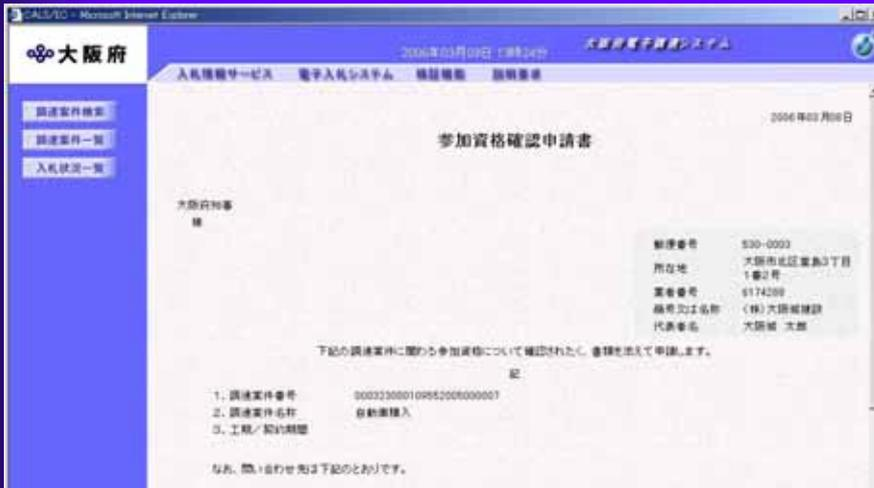 CALS/EC - Microsoft Internet Explorer
大阪府
2006年03月08日 13時24分
大阪府電子調達システム
入札情報サービス 電子入札システム 検証機能 説明要求
調達案件検索
調達案件一覧
入札状況一覧
2006年03月08日
参加資格確認申請書
大阪府知事
様
郵便番号 530-0003
所在地 大阪市北区堂島3丁目
1番2号
業者番号 6174200
商号又は名称 (株)大阪城建設
代表者名 大阪城 太郎
下記の調達案件に関わる参加資格について確認されたく、書類を添えて申請します。
記
1. 調達案件番号
2. 調達案件名称 自動車購入
3. 工期/契約期間
なお、問い合わせ先は下記のとおりです。